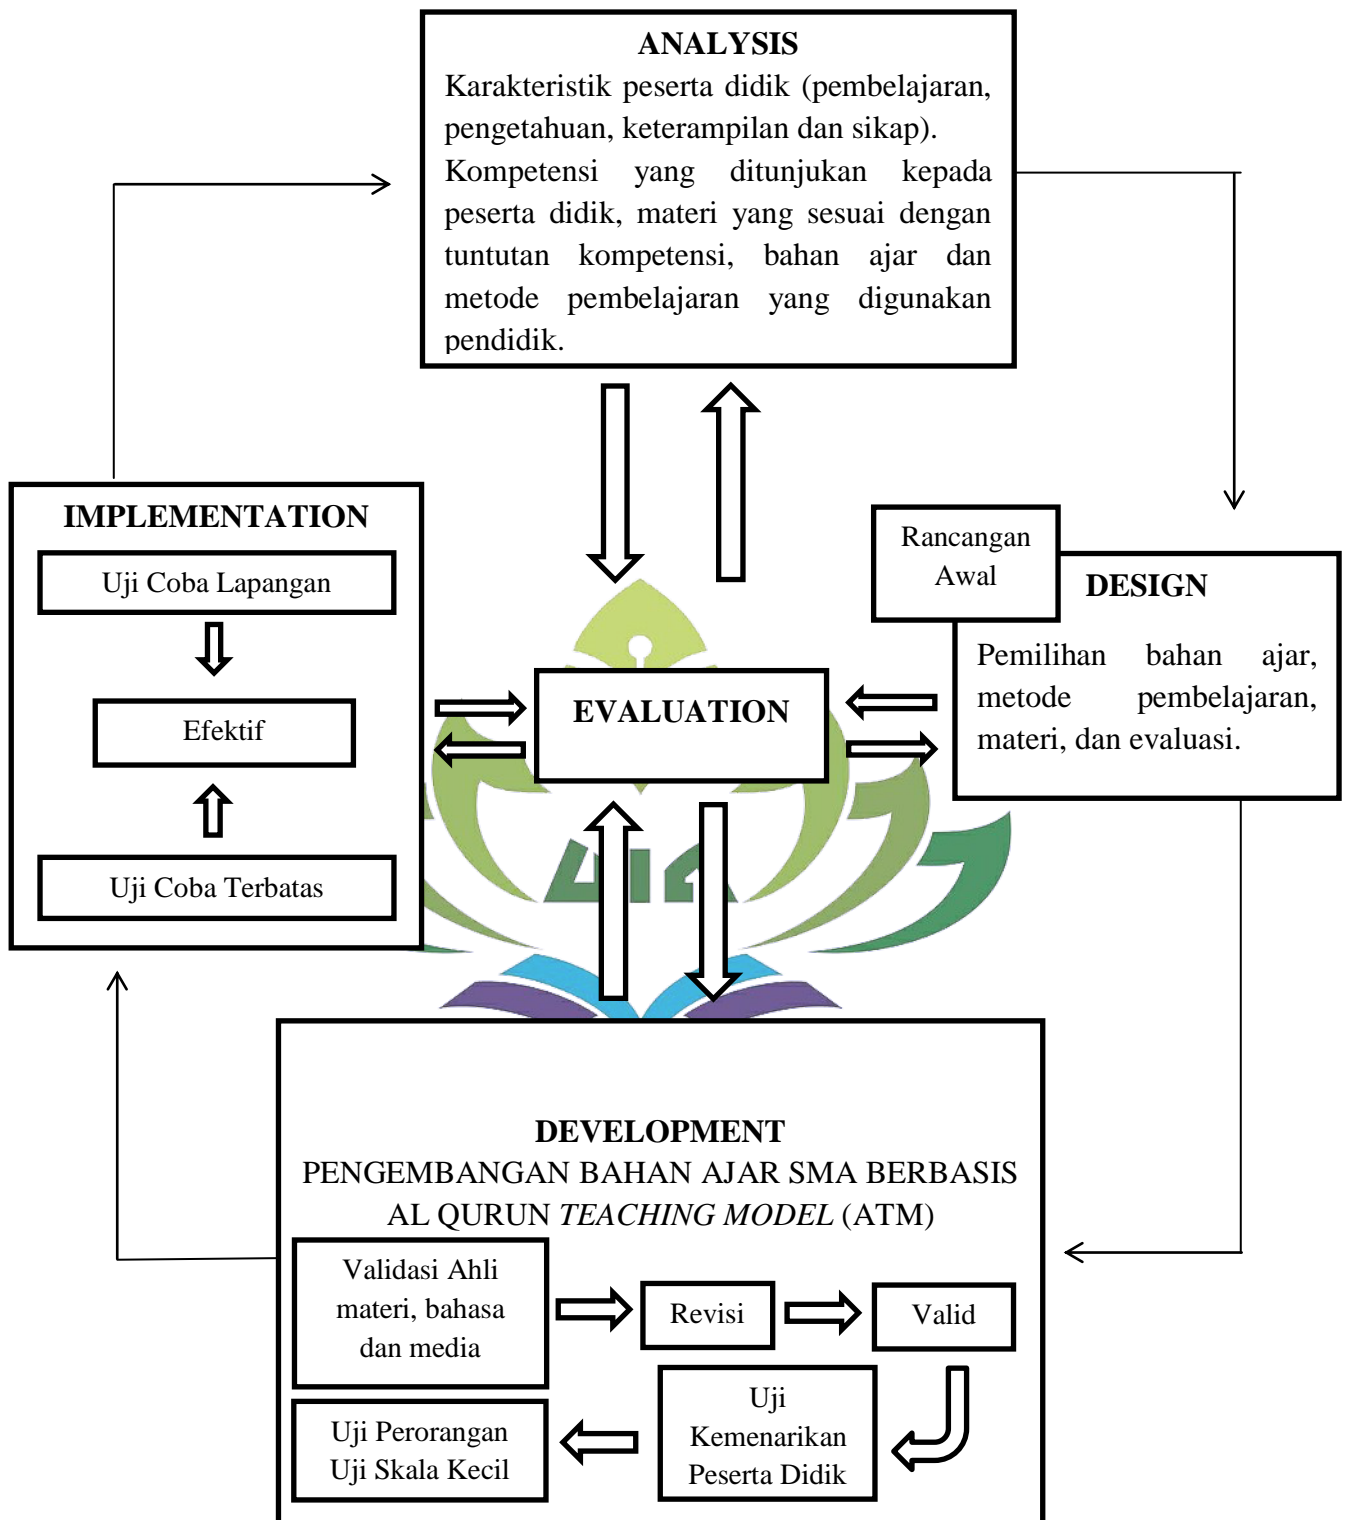 ANALYSIS
Karakteristik peserta didik (pembelajaran,
pengetahuan, keterampilan dan sikap).
Kompetensi yang ditunjukan kepada
peserta didik, materi yang sesuai dengan
tuntutan kompetensi, bahan ajar dan
metode pembelajaran yang digunakan
pendidik.
IMPLEMENTATION
Uji Coba Lapangan
Efektif
Uji Coba Terbatas
EVALUATION
Rancangan
Awal
DESIGN
Pemilihan bahan ajar,
metode pembelajaran,
materi, dan evaluasi.
DEVELOPMENT
PENGEMBANGAN BAHAN AJAR SMA BERBASIS
AL QURUN TEACHING MODEL (ATM)
Validasi Ahli
materi, bahasa
dan media
Revisi
Valid
Uji
Kemenarikan
Peserta Didik
Uji Perorangan
Uji Skala Kecil